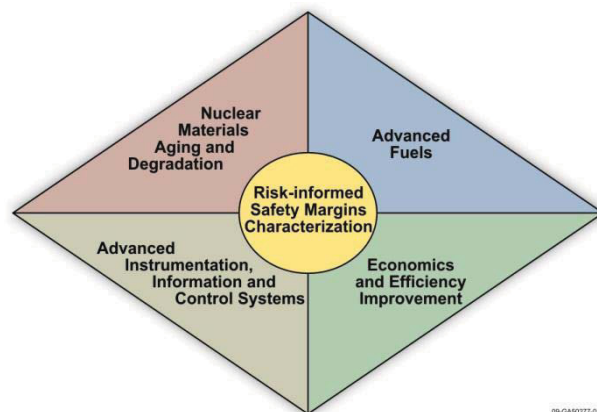 Nuclear
Materials
Aging and
Degradation
Advanced
Fuels
Risk-informed
Safety Margins
Characterization
Advanced
Instrumentation,
Information and
Control Systems
Economics
and Efficiency
Improvement